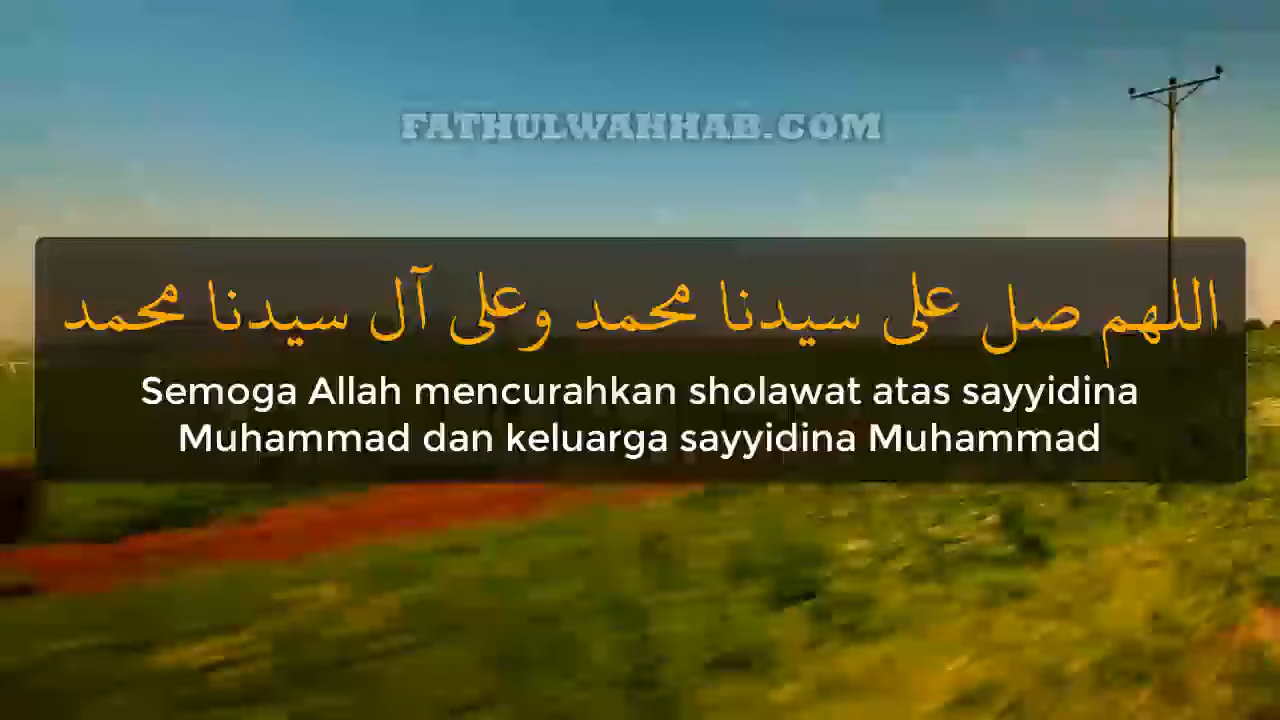 FATHULWAHHAB.COM
اللهم صل على سيدنا محمد وعلى آل سيدنا محمد
Semoga Allah mencurahkan sholawat atas sayyidina
Muhammad dan keluarga sayyidina Muhammad